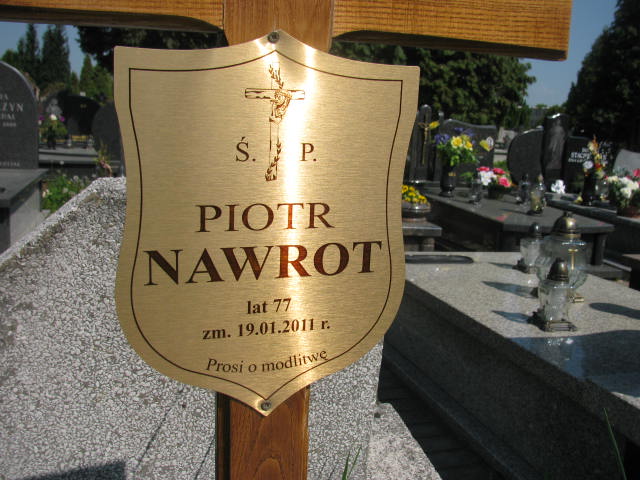 Ś. P.
PIOTR
NAWROT
lat 77
zm. 19.01.2011 r.
Prosi o modlitwę